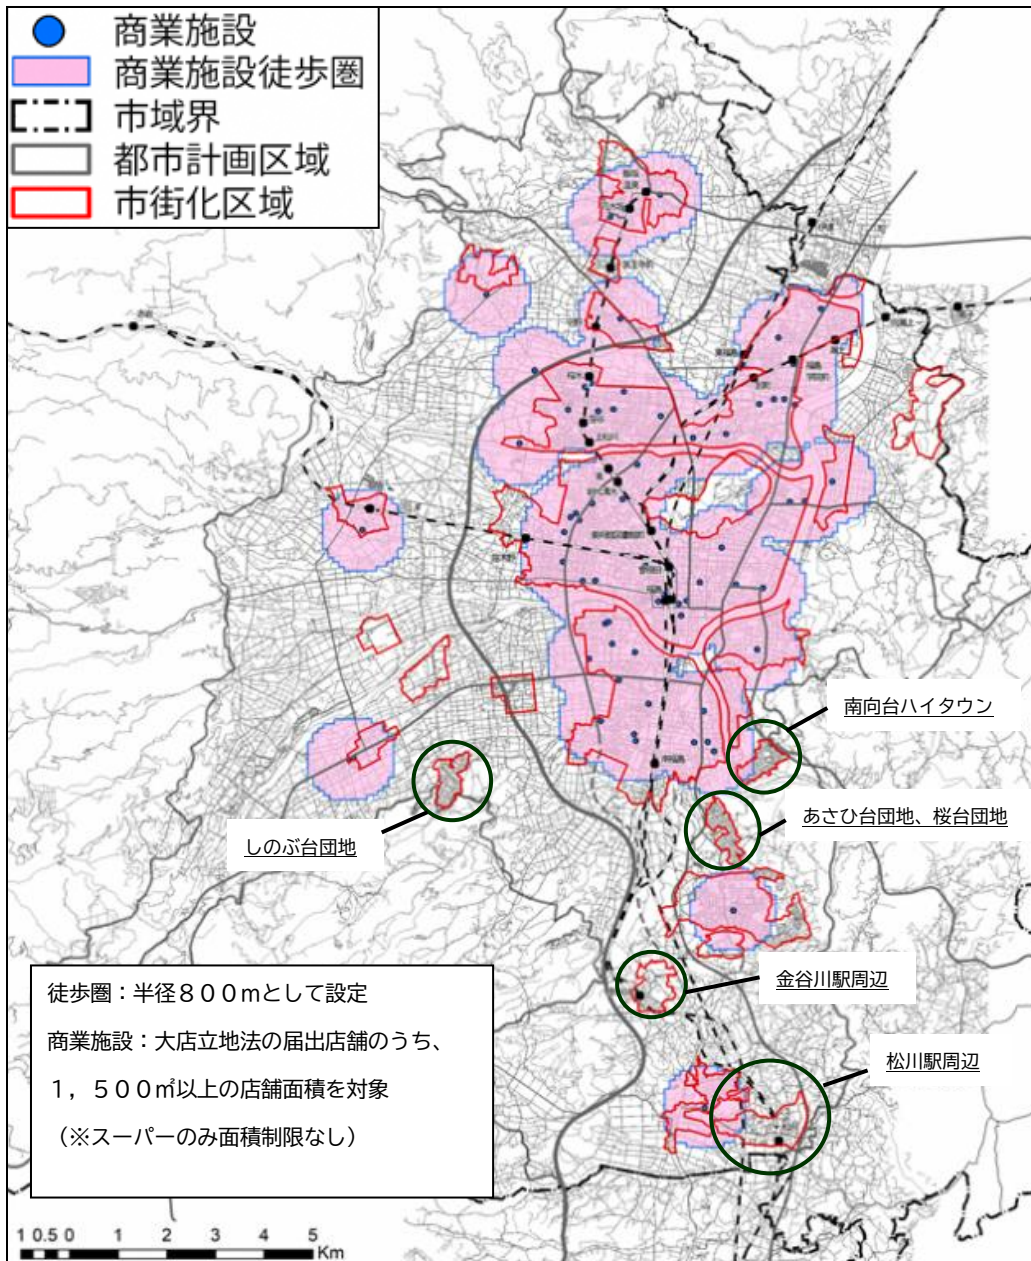 商業施設
商業施設徒歩圏
市域界
都市計画区域
市街化区域
南向台ハイタウン
あさひ台団地、桜台団地
しのぶ台団地
金谷川駅周辺
松川駅周辺
徒歩圏：半径８００ｍとして設定
商業施設：大店立地法の届出店舗のうち、
１，５００㎡以上の店舗面積を対象
（※スーパーのみ面積制限なし）
1 0.5 0 1 2 3 4 5
Km